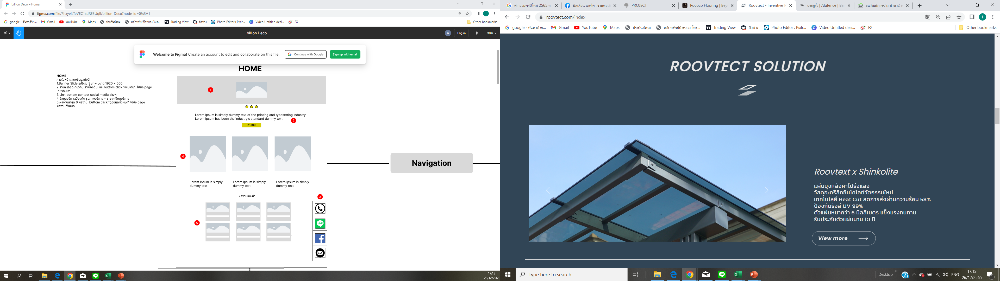 billion Deco – Figma
figma.com/file/FhxyelLTeVEC1sdRE8UqIl/billion-Deco?node-id=0%3A1
google - ค้นหาด้วย...
Gmail
YouTube
Maps
ประกันสังคม
หลักทรัพย์บัวหลวง โทร...
Trading View
คิวช่าง
Photo Editor : Pixlr...
Video Untitled desi...
FX
Other bookmarks
billion Deco
A
Log in
30%
Welcome to Figma! Create an account to edit and collaborate on this file.
Continue with Google
Sign up with email
HOME
ภายในหน้าแสดงข้อมูลดังนี้
1.Banner Slide รูปใหญ่ 3 ภาพ ขนาด 1920 × 600
2.รายละเอียดเกี่ยวกับเราเบื่องต้น และ buttom click "เพิ่มเติม" ไปยัง page
เกี่ยวกับเรา
3.Link buttom contact social media ต่างๆ
4.ข้อมูลบริการเบื่องต้น รูปภาพบริการ + รายละเอียดบริการ
5.ผลงานล่าสุด 6 ผลงาน buttom click "ดูข้อมูลทั้งหมด" ไปยัง page
ผลงานทั้งหมด
HOME
1
Lorem Ipsum is simply dummy text of the printing and typesetting industry.
Lorem Ipsum has been the industry's standard dummy text
2
เพิ่มเติม
4
Lorem Ipsum is simply
dummy text
Lorem Ipsum is simply
dummy text
Lorem Ipsum is simply
dummy text
ผลงานแนะนำ
3
5
LINE
Navigation
17:15
26/12/2565
คำ อวยพรปีใหม่ 2565 ห
บิลเลียน เดคโค : งานต่อเติ
PROJECT
Rococo Flooring | Bey
Roovtect - Inventive P
ประตูรั้ว | Alufence | Bar
ธนวัฒน์การช่าง สาขา2 ห
roovtect.com/index
google - ค้นหาด้วย...
Gmail
YouTube
Maps
ประกันสังคม
หลักทรัพย์บัวหลวง โทร...
Trading View
คิวช่าง
Photo Editor : Pixlr...
Video Untitled desi...
FX
Other bookmarks
ROOVTECT SOLUTION
Roovtext x Shinkolite
แผ่นมุงหลังคาโปร่งแสง
วัสดุอะคริลิกชินโคไลท์วัตกรรมใหม่
เทคโนโลยี Heat Cut ลดการส่งผ่านความร้อน 58%
ป้องกันรังสี UV 99%
ตัวแผ่นหนากว่า 6 มิลลิเมตร แข็งแรงทนทาน
รับประกันตัวแผ่นนาน 10 ปี
View more
Type here to search
Desktop
ENG
17:15
26/12/2565